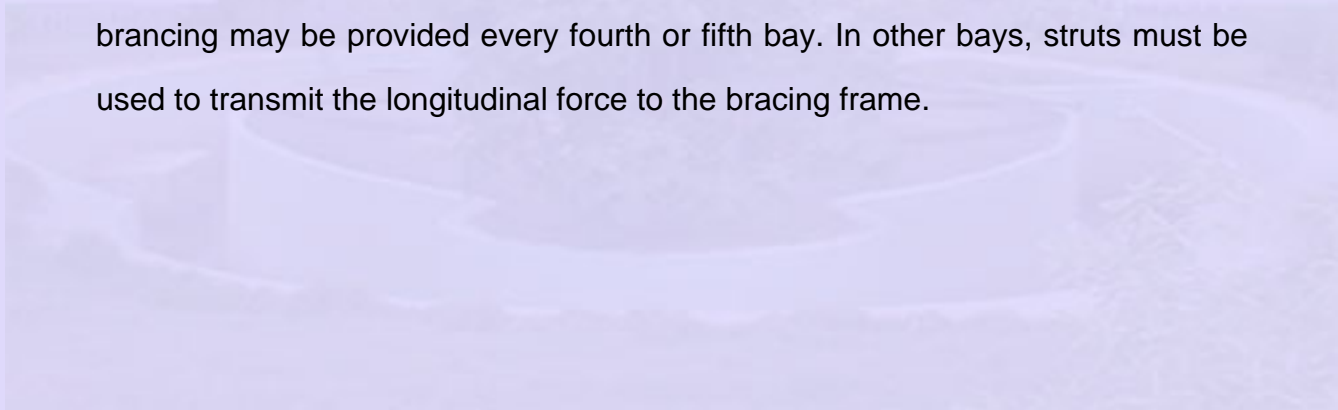 brancing may be provided every fourth or fifth bay. In other bays, struts must be
used to transmit the longitudinal force to the bracing frame.